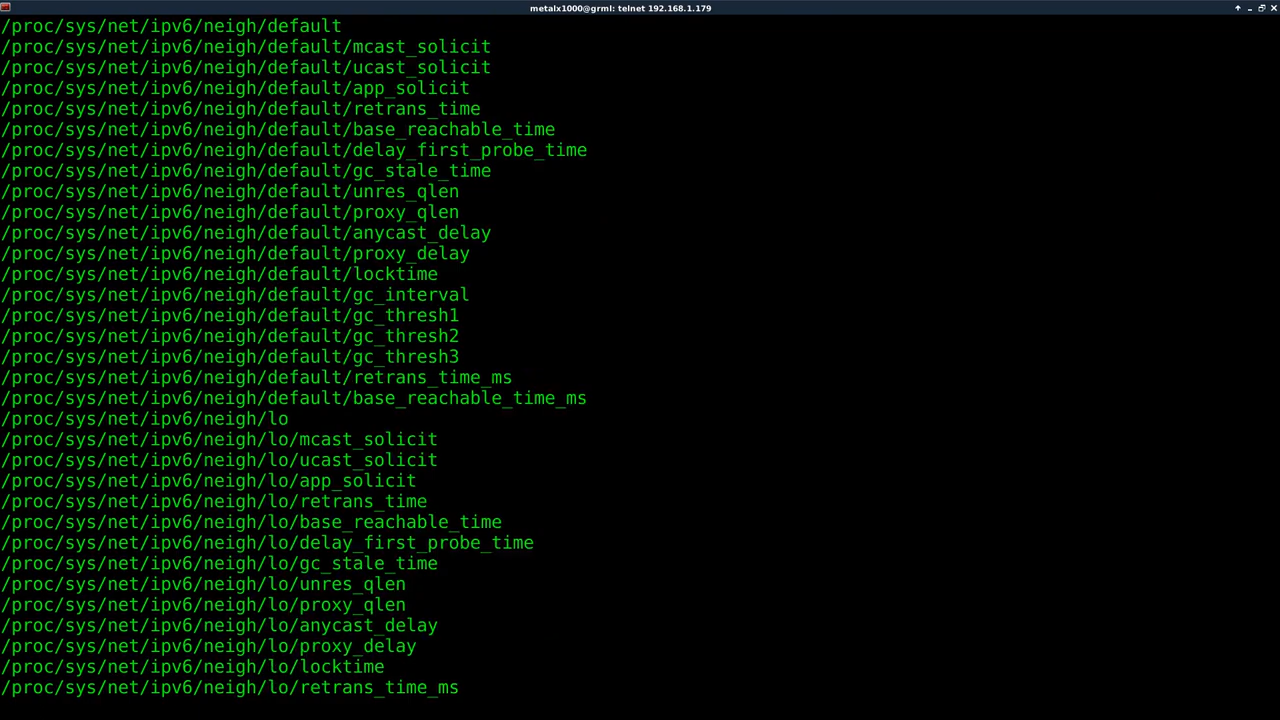 metalx1000@grml: telnet 192.168.1.179
/proc/sys/net/ipv6/neigh/default
/proc/sys/net/ipv6/neigh/default/mcast_solicit
/proc/sys/net/ipv6/neigh/default/ucast_solicit
/proc/sys/net/ipv6/neigh/default/app_solicit
/proc/sys/net/ipv6/neigh/default/retrans_time
/proc/sys/net/ipv6/neigh/default/base_reachable_time
/proc/sys/net/ipv6/neigh/default/delay_first_probe_time
/proc/sys/net/ipv6/neigh/default/gc_stale_time
/proc/sys/net/ipv6/neigh/default/unres_qlen
/proc/sys/net/ipv6/neigh/default/proxy_qlen
/proc/sys/net/ipv6/neigh/default/anycast_delay
/proc/sys/net/ipv6/neigh/default/proxy_delay
/proc/sys/net/ipv6/neigh/default/locktime
/proc/sys/net/ipv6/neigh/default/gc_interval
/proc/sys/net/ipv6/neigh/default/gc_thresh1
/proc/sys/net/ipv6/neigh/default/gc_thresh2
/proc/sys/net/ipv6/neigh/default/gc_thresh3
/proc/sys/net/ipv6/neigh/default/retrans_time_ms
/proc/sys/net/ipv6/neigh/default/base_reachable_time_ms
/proc/sys/net/ipv6/neigh/lo
/proc/sys/net/ipv6/neigh/lo/mcast_solicit
/proc/sys/net/ipv6/neigh/lo/ucast_solicit
/proc/sys/net/ipv6/neigh/lo/app_solicit
/proc/sys/net/ipv6/neigh/lo/retrans_time
/proc/sys/net/ipv6/neigh/lo/base_reachable_time
/proc/sys/net/ipv6/neigh/lo/delay_first_probe_time
/proc/sys/net/ipv6/neigh/lo/gc_stale_time
/proc/sys/net/ipv6/neigh/lo/unres_qlen
/proc/sys/net/ipv6/neigh/lo/proxy_qlen
/proc/sys/net/ipv6/neigh/lo/anycast_delay
/proc/sys/net/ipv6/neigh/lo/proxy_delay
/proc/sys/net/ipv6/neigh/lo/locktime
/proc/sys/net/ipv6/neigh/lo/retrans_time_ms